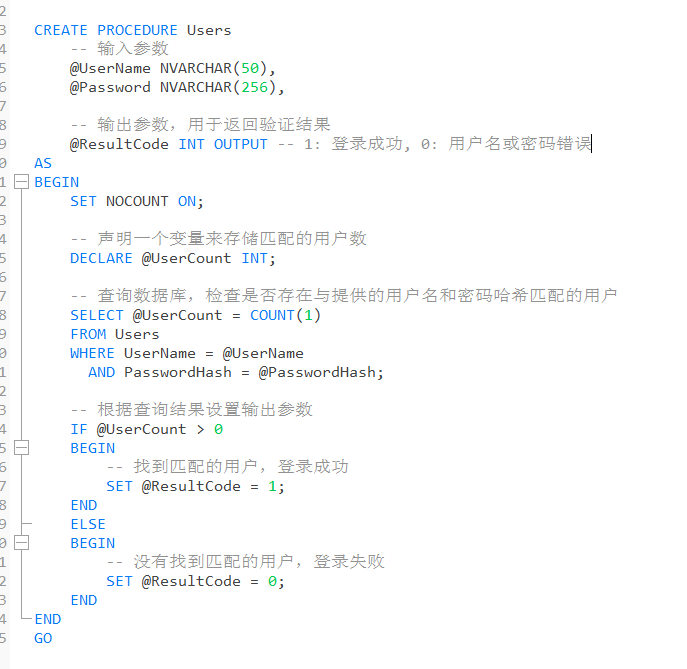 2
3 CREATE PROCEDURE Users
4 -- 输入参数
5 @UserName NVARCHAR(50),
6 @Password NVARCHAR(256),
7
8 -- 输出参数，用于返回验证结果
9 @ResultCode INT OUTPUT -- 1: 登录成功, 0: 用户名或密码错误
0 AS
1 BEGIN
2 SET NOCOUNT ON;
3
4 -- 声明一个变量来存储匹配的用户数
5 DECLARE @UserCount INT;
6
7 -- 查询数据库，检查是否存在与提供的用户名和密码哈希匹配的用户
8 SELECT @UserCount = COUNT(1)
9 FROM Users
0 WHERE UserName = @UserName
1 AND PasswordHash = @PasswordHash;
2
3 -- 根据查询结果设置输出参数
4 IF @UserCount > 0
5 BEGIN
6 -- 找到匹配的用户，登录成功
7 SET @ResultCode = 1;
8 END
9 ELSE
0 BEGIN
1 -- 没有找到匹配的用户，登录失败
2 SET @ResultCode = 0;
3 END
4 END
5 GO